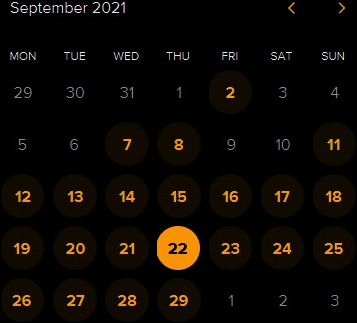 September 2021
MON TUE WED THU FRI SAT SUN
29 30 31 1 2 3 4
5 6 7 8 9 10 11
12 13 14 15 16 17 18
19 20 21 22 23 24 25
26 27 28 29 1 2 3